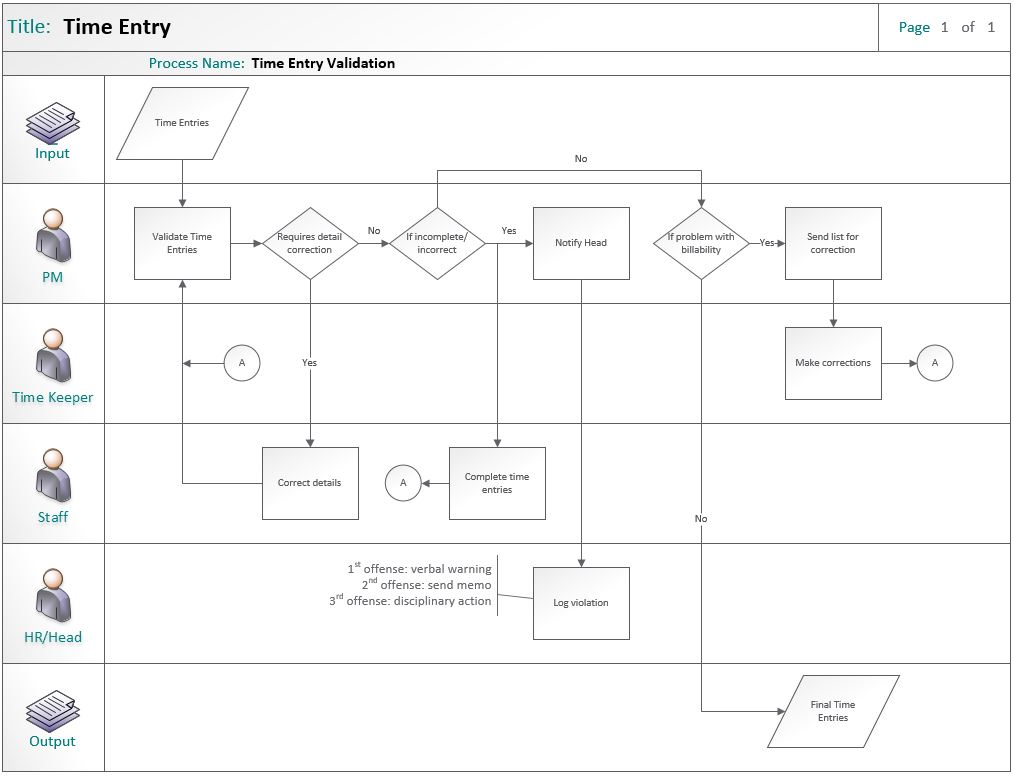 Title: Time Entry
Page 1 of 1
Process Name: Time Entry Validation
Input
Time Entries
No
PM
Validate Time
Entries
Requires detail
correction
No
If incomplete/
incorrect
Yes
Notify Head
If problem with
billability
Yes
Send list for
correction
Time Keeper
A
Yes
Make corrections
A
Staff
Correct details
A
Complete time
entries
No
HR/Head
1st offense: verbal warning
2nd offense: send memo
3rd offense: disciplinary action
Log violation
Output
Final Time
Entries